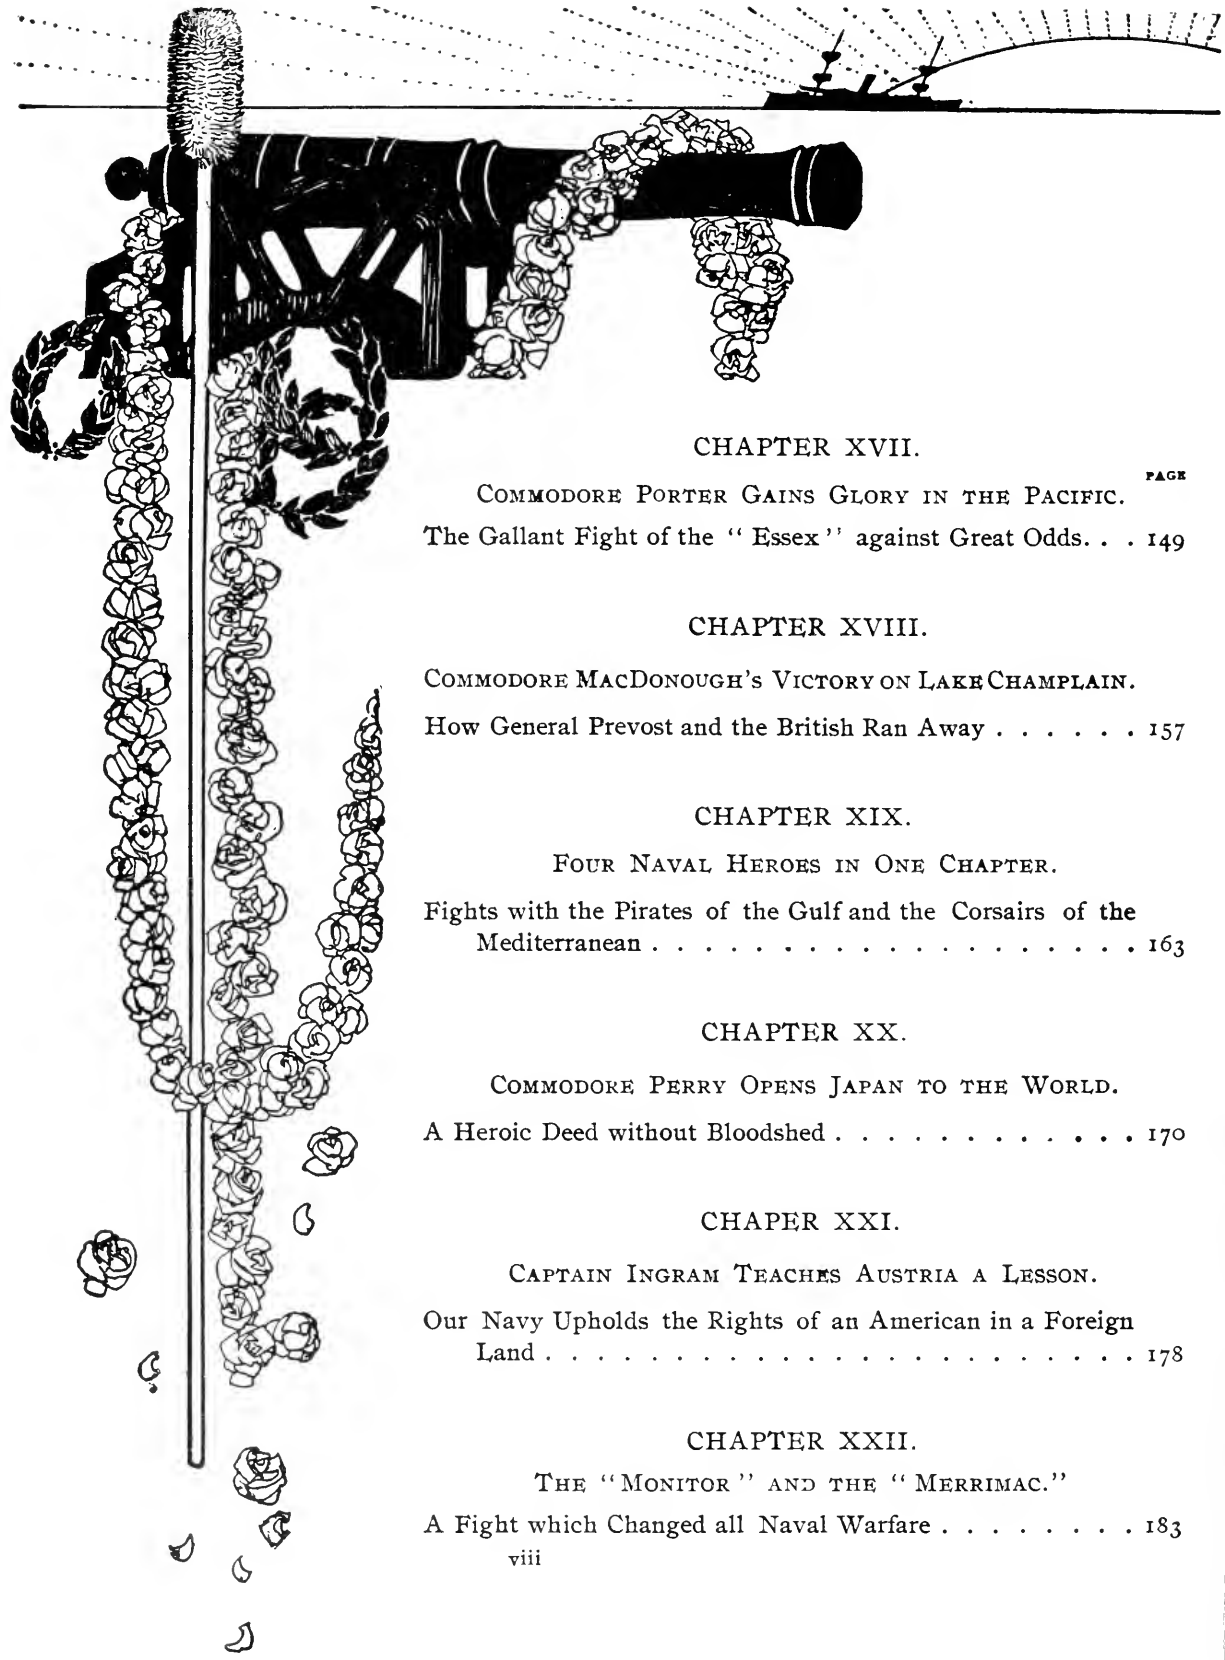 CHAPTER XVII.
PAGE
COMMODORE PORTER GAINS GLORY IN THE PACIFIC.
The Gallant Fight of the “ Essex ” against Great Odds. . . 149
CHAPTER XVIII.
COMMODORE MACDONOUGH’S VICTORY ON LAKE CHAMPLAIN.
How General Prevost and the British Ran Away . . . . . . 157
CHAPTER XIX.
FOUR NAVAL HEROES IN ONE CHAPTER.
Fights with the Pirates of the Gulf and the Corsairs of the
Mediterranean . . . . . . . . . . . . . . . . . . . 163
CHAPTER XX.
COMMODORE PERRY OPENS JAPAN TO THE WORLD.
A Heroic Deed without Bloodshed . . . . . . . . . . . . 170
CHAPER XXI.
CAPTAIN INGRAM TEACHES AUSTRIA A LESSON.
Our Navy Upholds the Rights of an American in a Foreign
Land . . . . . . . . . . . . . . . . . . . . . . . 178
CHAPTER XXII.
THE “MONITOR ” AND THE “ MERRIMAC.”
A Fight which Changed all Naval Warfare . . . . . . . . 183
viii